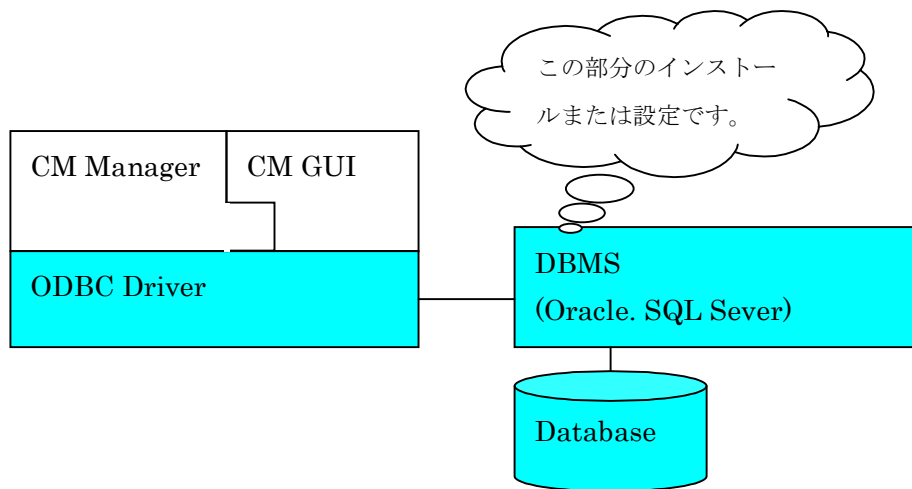 この部分のインストー
ルまたは設定です。
CM Manager
CM GUI
ODBC Driver
DBMS
(Oracle. SQL Sever)
Database